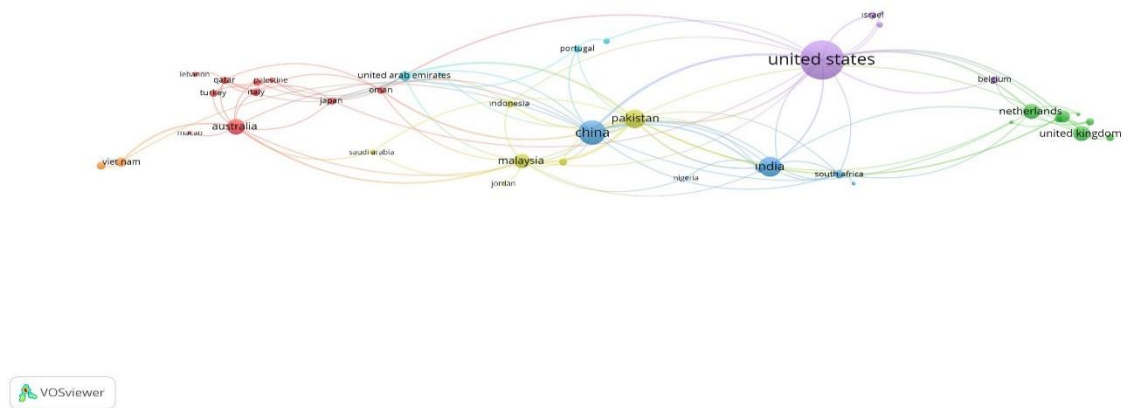 israel
portugal
united states
lebanon
qatar
palestine
united arab emirates
belgium
turkey
italy
oman
japan
indonesia
netherlands
australia
pakistan
macau
china
united kingdom
viet nam
saudi arabia
malaysia
india
jordan
nigeria
south africa
VOSviewer